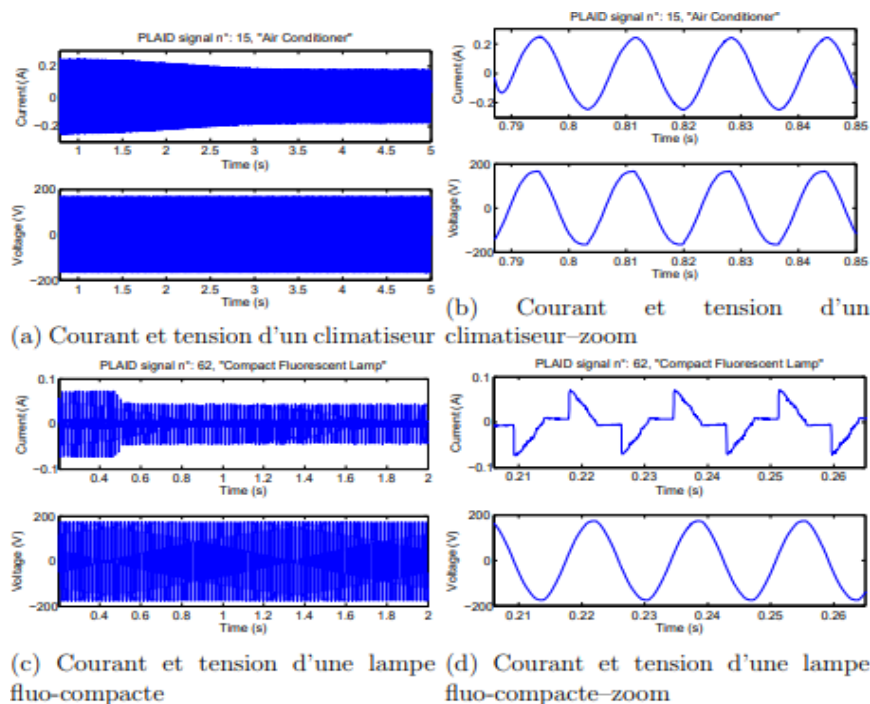 PLAID signal n°: 15, "Air Conditioner"
Current (A)
0.2
0
−0.2
1 1.5 2 2.5 3 3.5 4 4.5 5
Time (s)
Voltage (V)
200
0
−200
1 1.5 2 2.5 3 3.5 4 4.5 5
Time (s)
(a) Courant et tension d'un climatiseur
PLAID signal n°: 15, "Air Conditioner"
Current (A)
0.2
0
−0.2
0.79 0.8 0.81 0.82 0.83 0.84 0.85
Time (s)
Voltage (V)
200
0
−200
0.79 0.8 0.81 0.82 0.83 0.84 0.85
Time (s)
(b) Courant et tension d'un
climatiseur–zoom
PLAID signal n°: 62, "Compact Fluorescent Lamp"
Current (A)
0.1
0
−0.1
0.4 0.6 0.8 1 1.2 1.4 1.6 1.8 2
Time (s)
Voltage (V)
200
0
−200
0.4 0.6 0.8 1 1.2 1.4 1.6 1.8 2
Time (s)
(c) Courant et tension d'une lampe
fluo-compacte
PLAID signal n°: 62, "Compact Fluorescent Lamp"
Current (A)
0.1
0
−0.1
0.21 0.22 0.23 0.24 0.25 0.26
Time (s)
Voltage (V)
200
0
−200
0.21 0.22 0.23 0.24 0.25 0.26
Time (s)
(d) Courant et tension d'une lampe
fluo-compacte–zoom